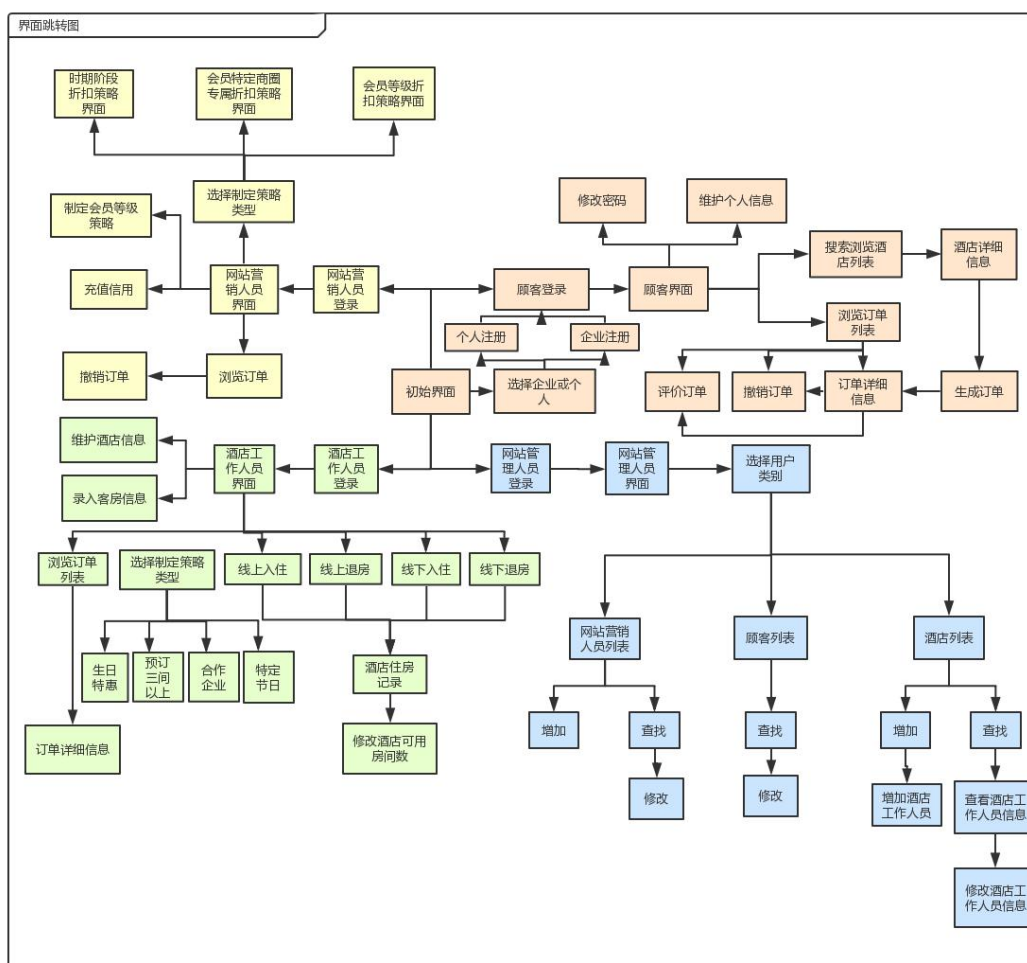 界面跳转图
时期阶段
折扣策略
界面
会员特定商圈
专属折扣策略
界面
会员等级折
扣策略界面
制定会员等级
策略
选择制定策略
类型
修改密码
维护个人信息
搜索浏览酒
店列表
酒店详细
信息
充值信用
网站营
销人员
界面
网站营
销人员
登录
顾客登录
顾客界面
浏览订单
列表
个人注册
企业注册
撤销订单
浏览订单
初始界面
选择企业或个
人
评价订单
撤销订单
订单详细
信息
生成订单
维护酒店信息
录入客房信息
酒店工
作人员
界面
酒店工
作人员
登录
网站管
理人员
登录
网站管
理人员
界面
选择用户
类别
浏览订单
列表
选择制定策略
类型
线上入住
线上退房
线下入住
线下退房
生日
特惠
预订
三间
以上
合作
企业
特定
节日
酒店住房
记录
网站营销
人员列表
顾客列表
酒店列表
订单详细信息
修改酒店可用
房间数
增加
查找
查找
增加
查找
修改
修改
增加酒店
工作人员
查看酒店工
作人员信息
修改酒店工
作人员信息